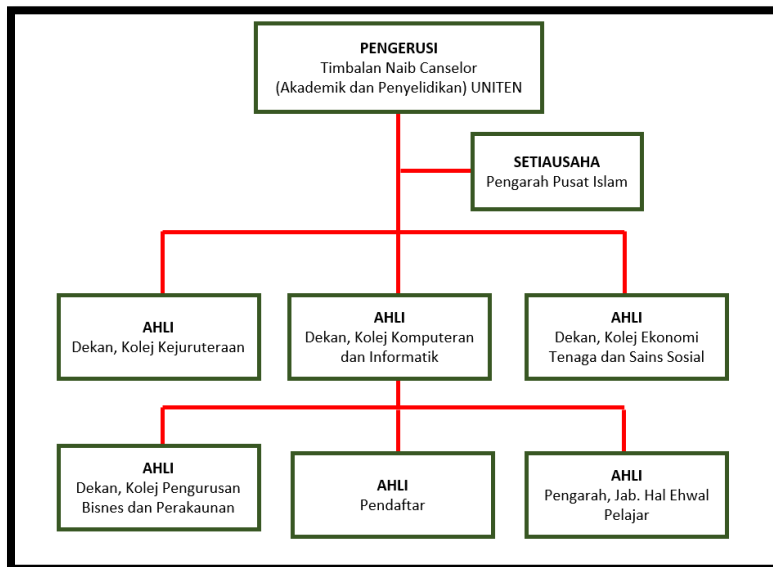 PENGERUSI
Timbalan Naib Canselor
(Akademik dan Penyelidikan) UNITEN
SETIAUSAHA
Pengarah Pusat Islam
AHLI
Dekan, Kolej Kejuruteraan
AHLI
Dekan, Kolej Komputeran
dan Informatik
AHLI
Dekan, Kolej Ekonomi
Tenaga dan Sains Sosial
AHLI
Dekan, Kolej Pengurusan
Bisnes dan Perakaunan
AHLI
Pendaftar
AHLI
Pengarah, Jab. Hal Ehwal
Pelajar